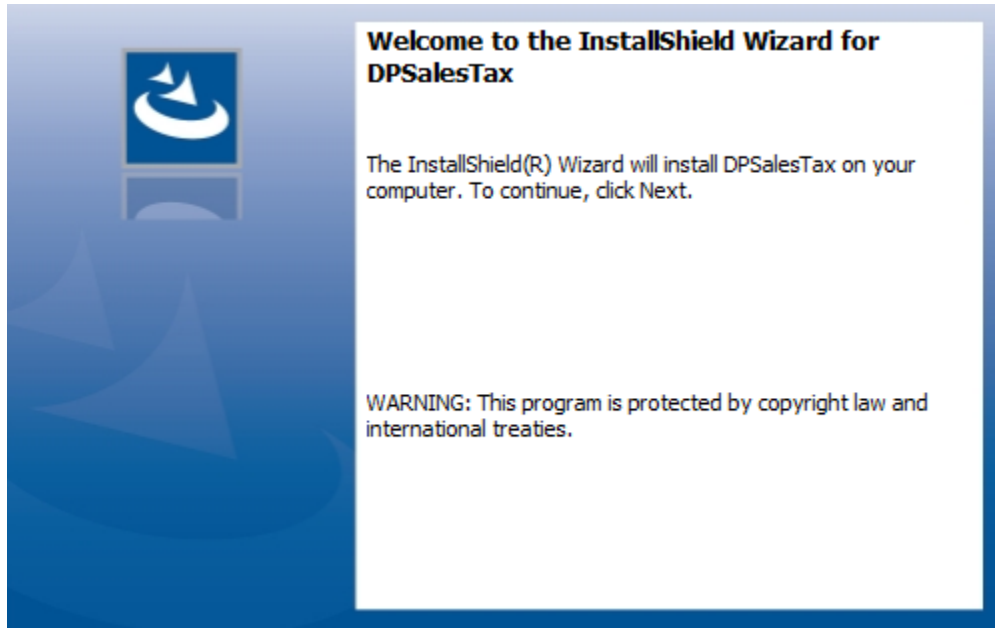 Welcome to the InstallShield Wizard for
DPSalesTax
The InstallShield(R) Wizard will install DPSalesTax on your
computer. To continue, click Next.
WARNING: This program is protected by copyright law and
international treaties.